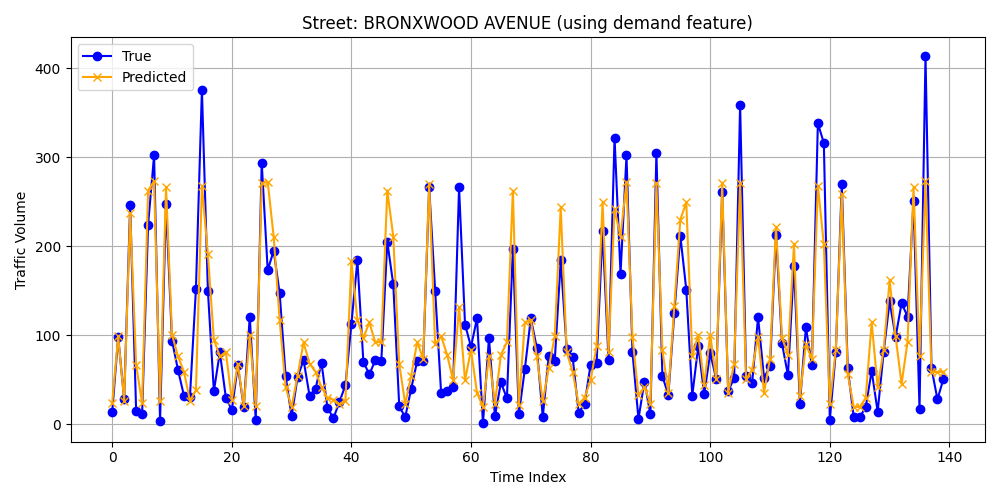 Street: BRONXWOOD AVENUE (using demand feature)
True
Predicted
Traffic Volume
400
300
200
100
0
0 20 40 60 80 100 120 140
Time Index